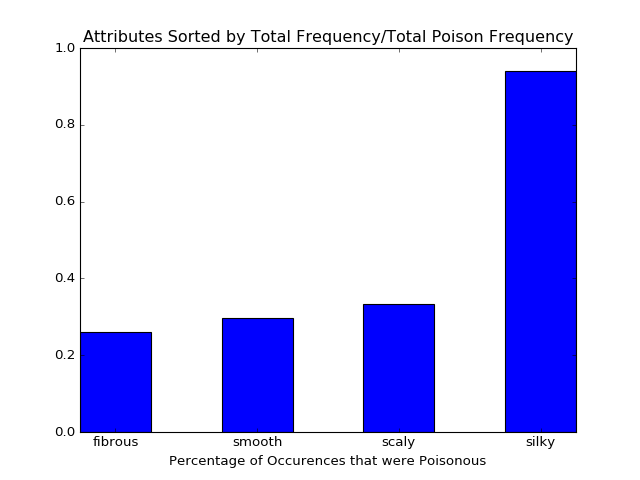 Attributes Sorted by Total Frequency/Total Poison Frequency
1.0
0.8
0.6
0.4
0.2
0.0
fibrous smooth scaly silky
Percentage of Occurences that were Poisonous